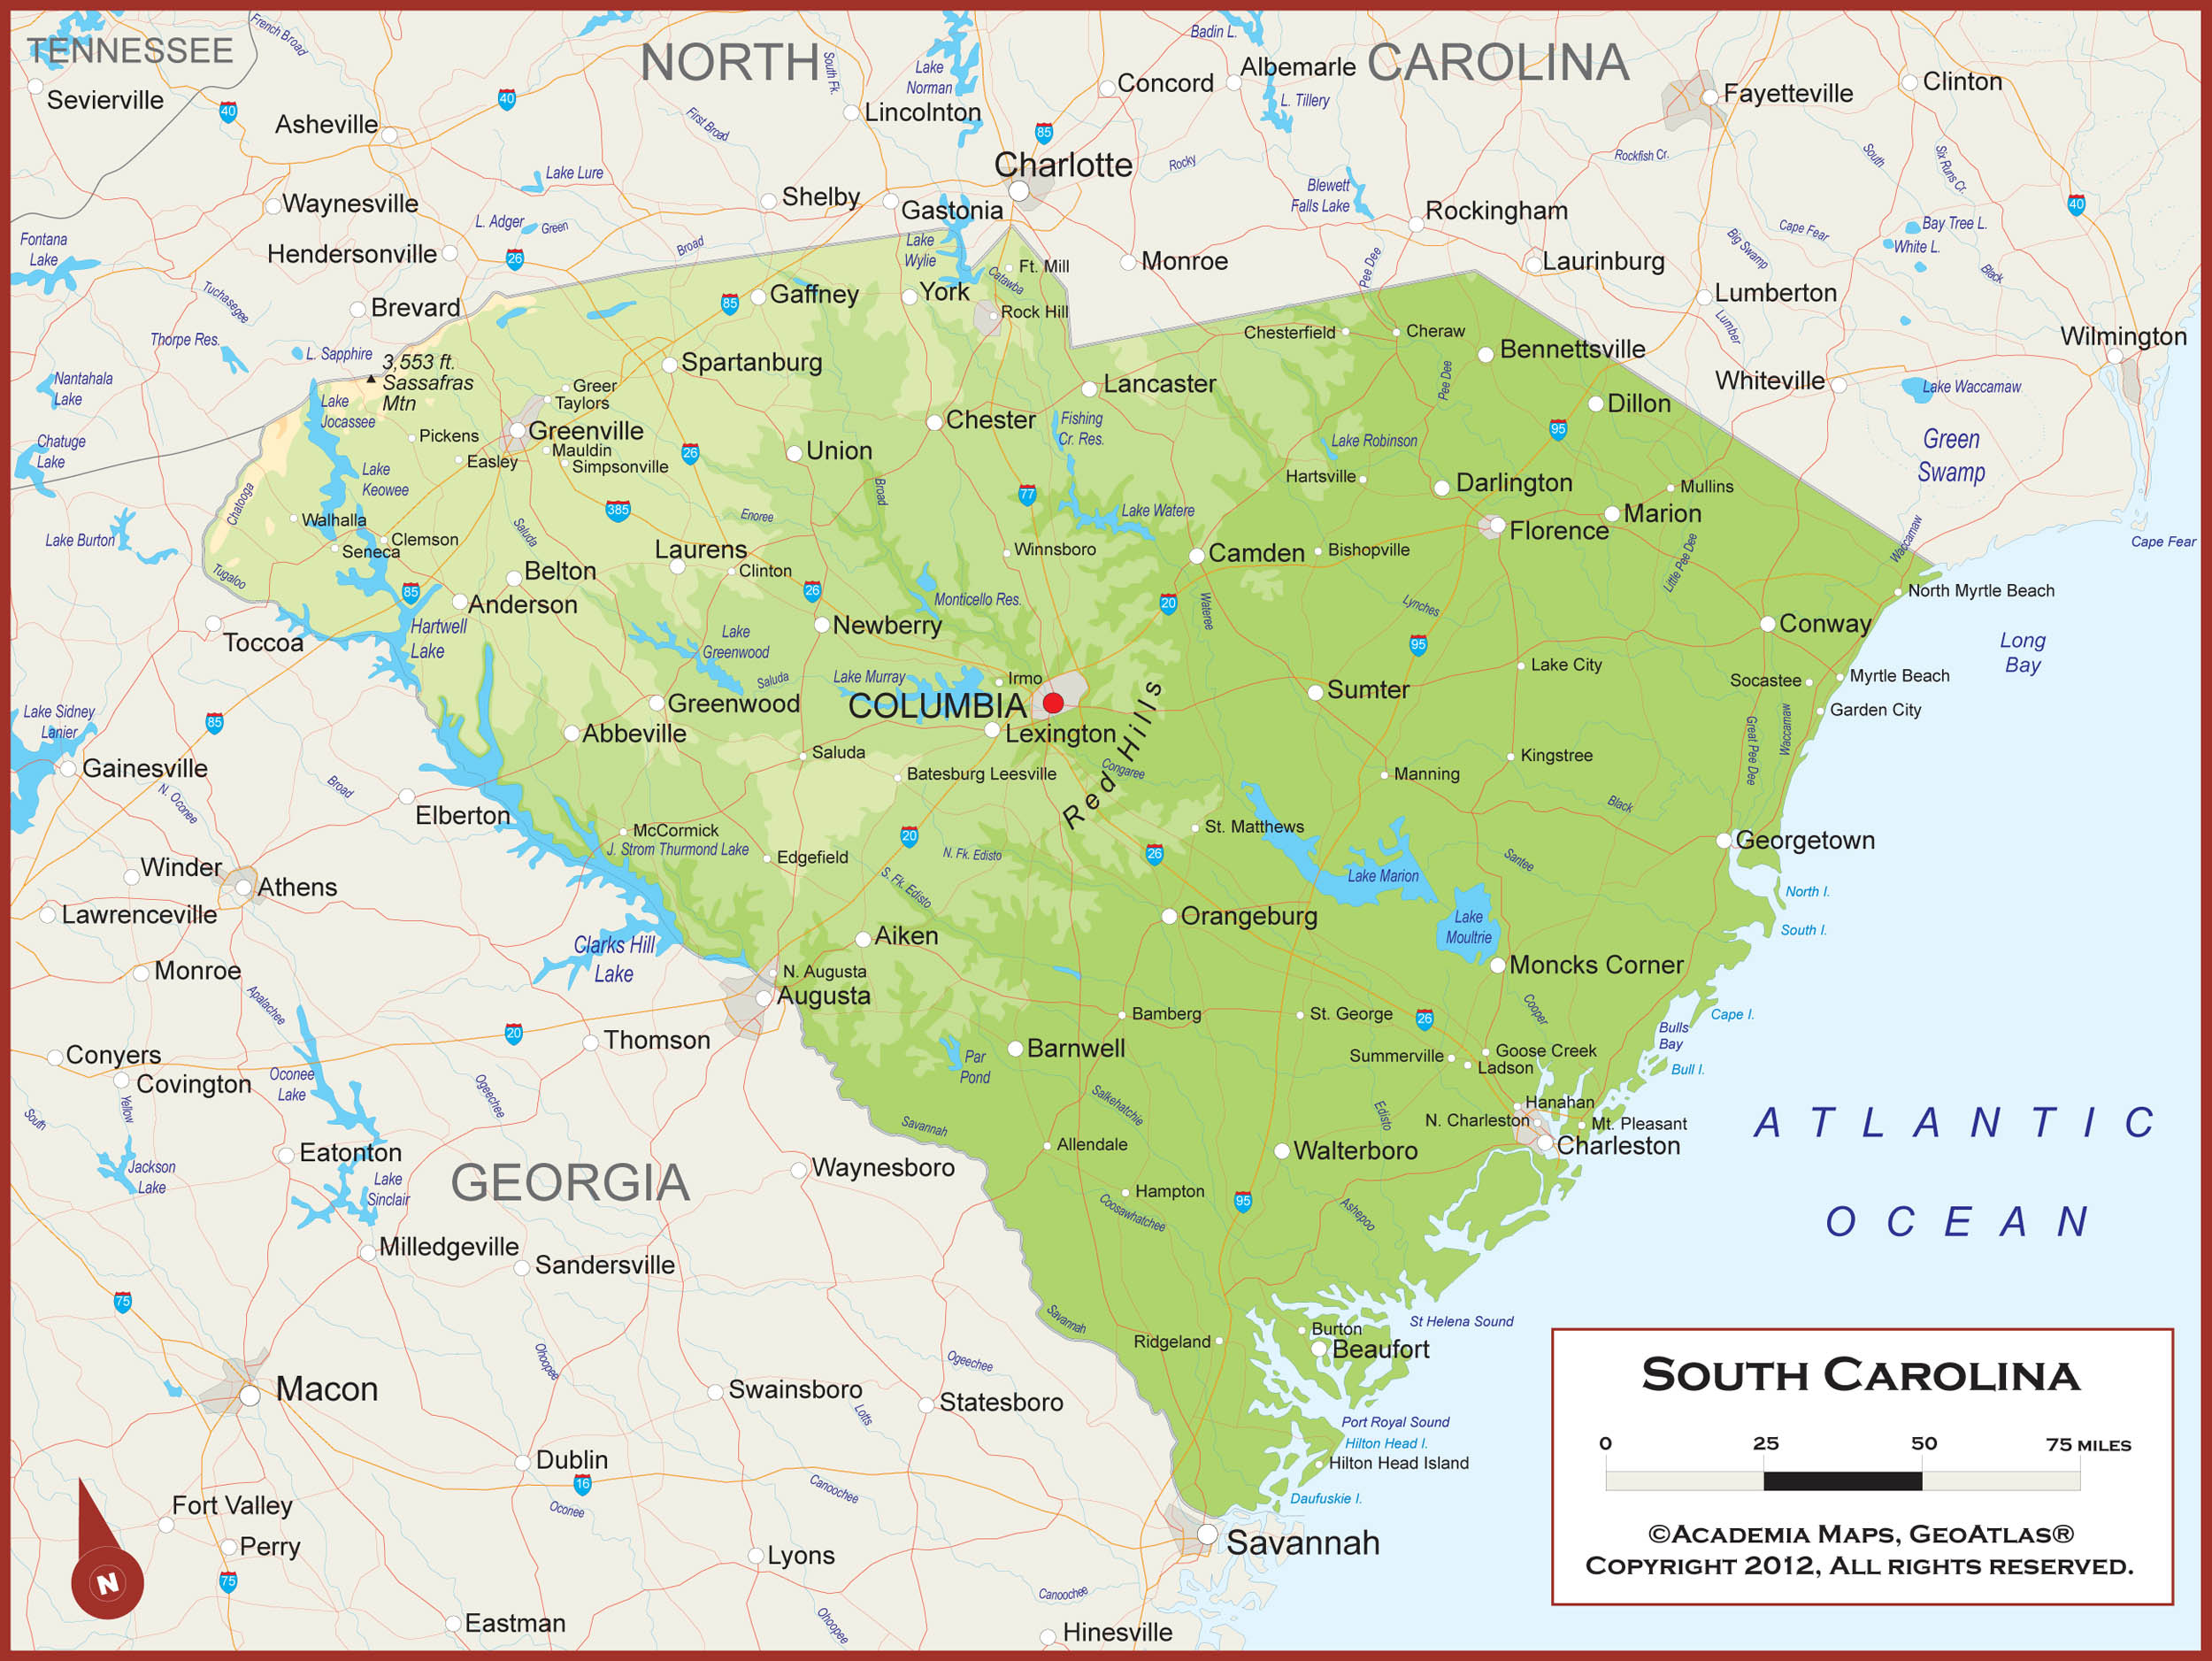 TENNESSEE
NORTH
CAROLINA
French Broad
Sevierville
40
Asheville
40
South Fk.
Lake
Norman
Lincolnton
First Broad
Concord
Badin L.
Albemarle
L. Tillery
85
Fayetteville
Clinton
Charlotte
Rocky
Rockfish Cr.
South
Six Runs Cr.
Lake Lure
Shelby
Gastonia
Waynesville
Blewett
Falls Lake
Rockingham
40
L. Adger
Green
Broad
Lake
Wylie
Hendersonville
26
Monroe
Pee Dee
Laurinburg
Big Swamp
Cape Fear
Bay Tree L.
White L.
Black
Fontana
Lake
Tuckasegee
Ft. Mill
Catawba
York
Rock Hill
Gaffney
85
Brevard
Lumberton
Lumber
Wilmington
Thorpe Res.
L. Sapphire
3,553 ft.
Sassafras
Mtn
Spartanburg
Chesterfield
Cheraw
Bennettsville
Nantahala
Lake
Lake
Jocassee
Greer
Taylors
Greenville
Mauldin
Simpsonville
Pickens
Easley
Lancaster
Chester
Fishing
Cr. Res.
Pee Dee
Dillon
95
Whiteville
Lake Waccamaw
Green
Swamp
Chatuge
Lake
Lake
Keowee
26
Union
Broad
Lake Robinson
Hartsville
Darlington
Mullins
Marion
Florence
Chatooga
Walhalla
Seneca
Clemson
Saluda
385
Enoree
77
Lake Watere
Lake Burton
Tugaloo
Laurens
Clinton
Winnsboro
Camden
Bishopville
Little Pee Dee
Waccamaw
Cape Fear
Belton
Anderson
85
Hartwell
Lake
Toccoa
26
Newberry
Monticello Res.
20
Wateree
Lynches
95
North Myrtle Beach
Conway
Long
Bay
Lake
Greenwood
Saluda
Lake Murray
Irmo
COLUMBIA
Lexington
Lake City
Socastee
Myrtle Beach
Garden City
Greenwood
Abbeville
Saluda
Batesburg Leesville
Congaree
Red Hills
Sumter
Manning
Kingstree
Great Pee Dee
Waccamaw
Lake Sidney
Lanier
85
Gainesville
N. Oconee
Broad
Elberton
McCormick
J. Strom Thurmond Lake
Edgefield
20
N. Fk. Edisto
S. Fk. Edisto
26
St. Matthews
Black
Georgetown
Santee
Lake Marion
North I.
South I.
Winder
Athens
Lawrenceville
Clarks Hill
Lake
Aiken
Orangeburg
Lake
Moultrie
Moncks Corner
Monroe
Apalachee
N. Augusta
Augusta
Bamberg
St. George
26
Cooper
Cape I.
Bulls
Bay
Bull I.
20
Thomson
Conyers
Covington
Oconee
Lake
Ogeechee
Yellow
South
Par
Pond
Barnwell
Summerville
Goose Creek
Ladson
Salkehatchie
Savannah
Hanahan
N. Charleston
Mt. Pleasant
Charleston
Edisto
Allendale
Walterboro
ATLANTIC
OCEAN
Eatonton
Jackson
Lake
Lake
Sinclair
GEORGIA
Waynesboro
Hampton
Coosawhatchee
95
Ashepoo
Milledgeville
Sandersville
75
Savannah
Ridgeland
Burton
Beaufort
St Helena Sound
Ohoopee
Ogeechee
Macon
Swainsboro
Lotts
Statesboro
Port Royal Sound
Hilton Head I.
Hilton Head Island
Daufuskie I.
Dublin
16
Oconee
Canoochee
Fort Valley
Perry
75
N
Lyons
Savannah
Canoochee
Ohoopee
Eastman
Hinesville
SOUTH CAROLINA
0 25 50 75 MILES
©ACADEMIA MAPS, GEOATLAS®
COPYRIGHT 2012, ALL RIGHTS RESERVED.